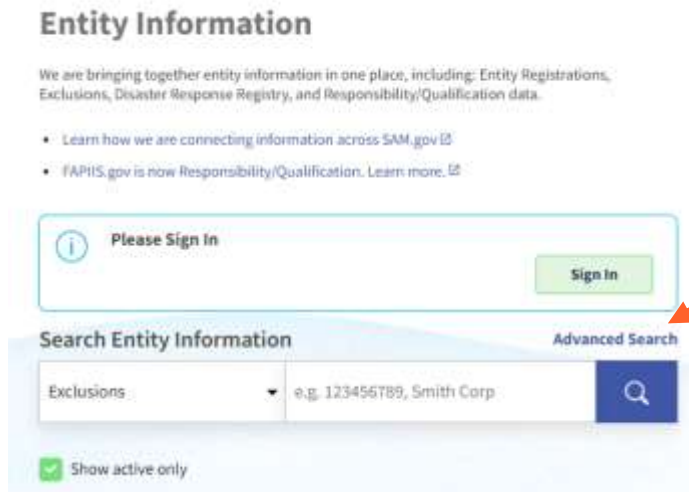 Entity Information
We are bringing together entity information in one place, including: Entity Registrations,
Exclusions, Disaster Response Registry, and Responsibility/Qualification data.
• Learn how we are connecting information across SAM.gov
• FAPIIS.gov is now Responsibility/Qualification. Learn more.
Please Sign In
Sign In
Search Entity Information
Advanced Search
Exclusions
e.g. 123456789, Smith Corp
Show active only